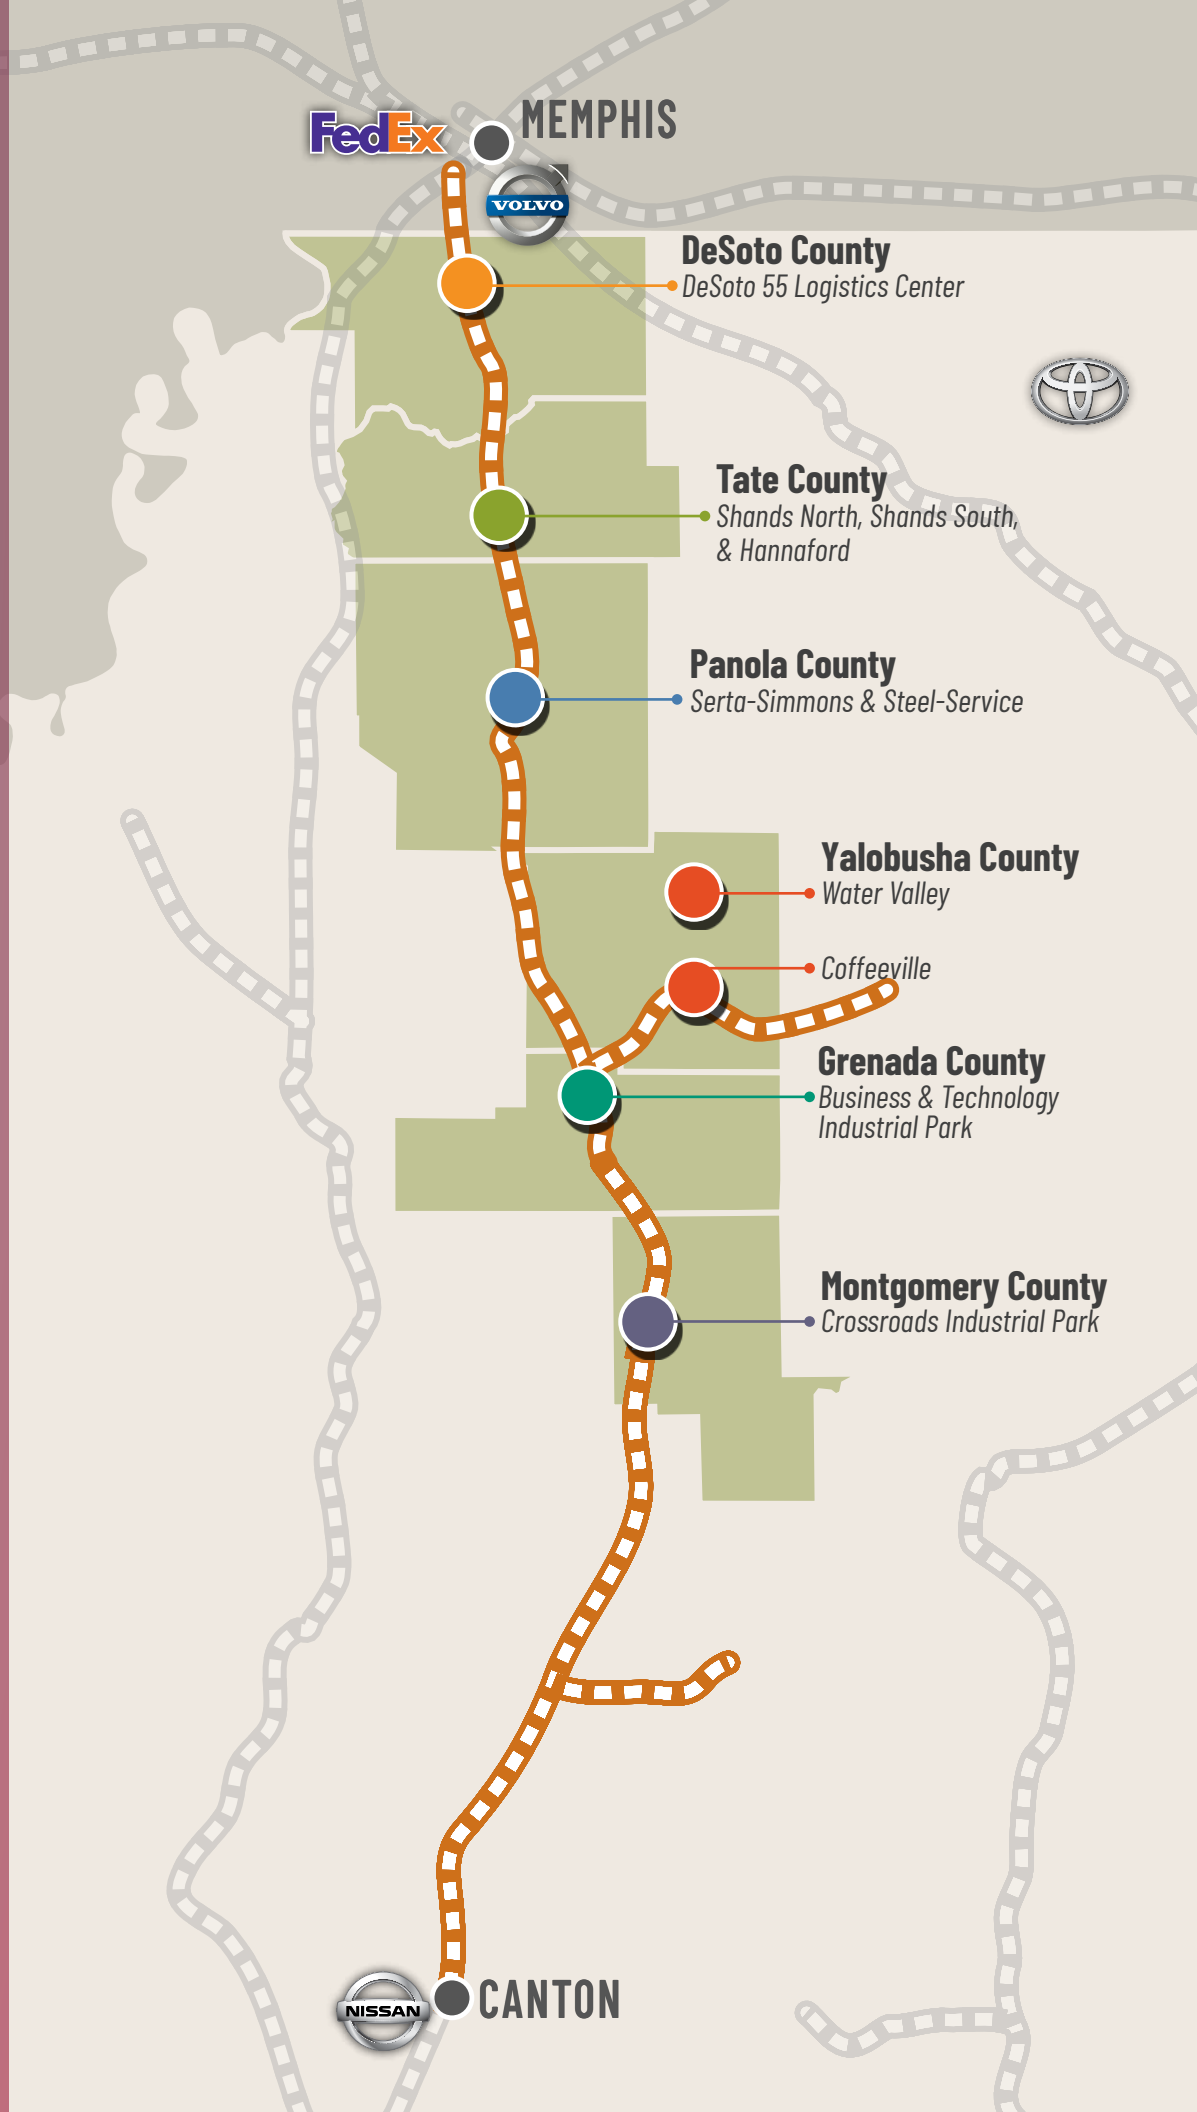 MEMPHIS
FedEx
VOLVO
DeSoto County
DeSoto 55 Logistics Center
Tate County
Shands North, Shands South,
& Hannaford
Panola County
Serta-Simmons & Steel-Service
Yalobusha County
Water Valley
Coffeeville
Grenada County
Business & Technology
Industrial Park
Montgomery County
Crossroads Industrial Park
CANTON
NISSAN